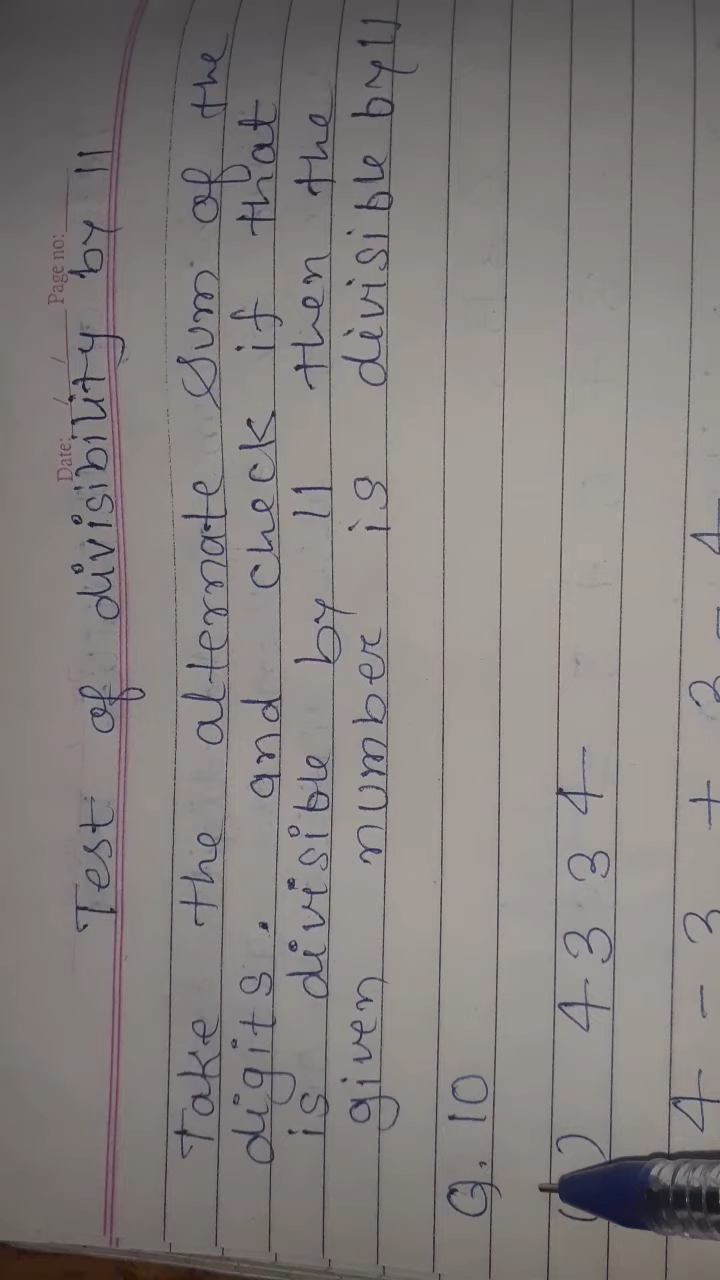 Date: / / Page no:
Test of divisibility by 11
Take the alternate sum of the
digits. and check if that
is divisible by 11 then the
given number is divisible by 11
Q. 10
4 3 3 4
4 - 3 + 3 - 4